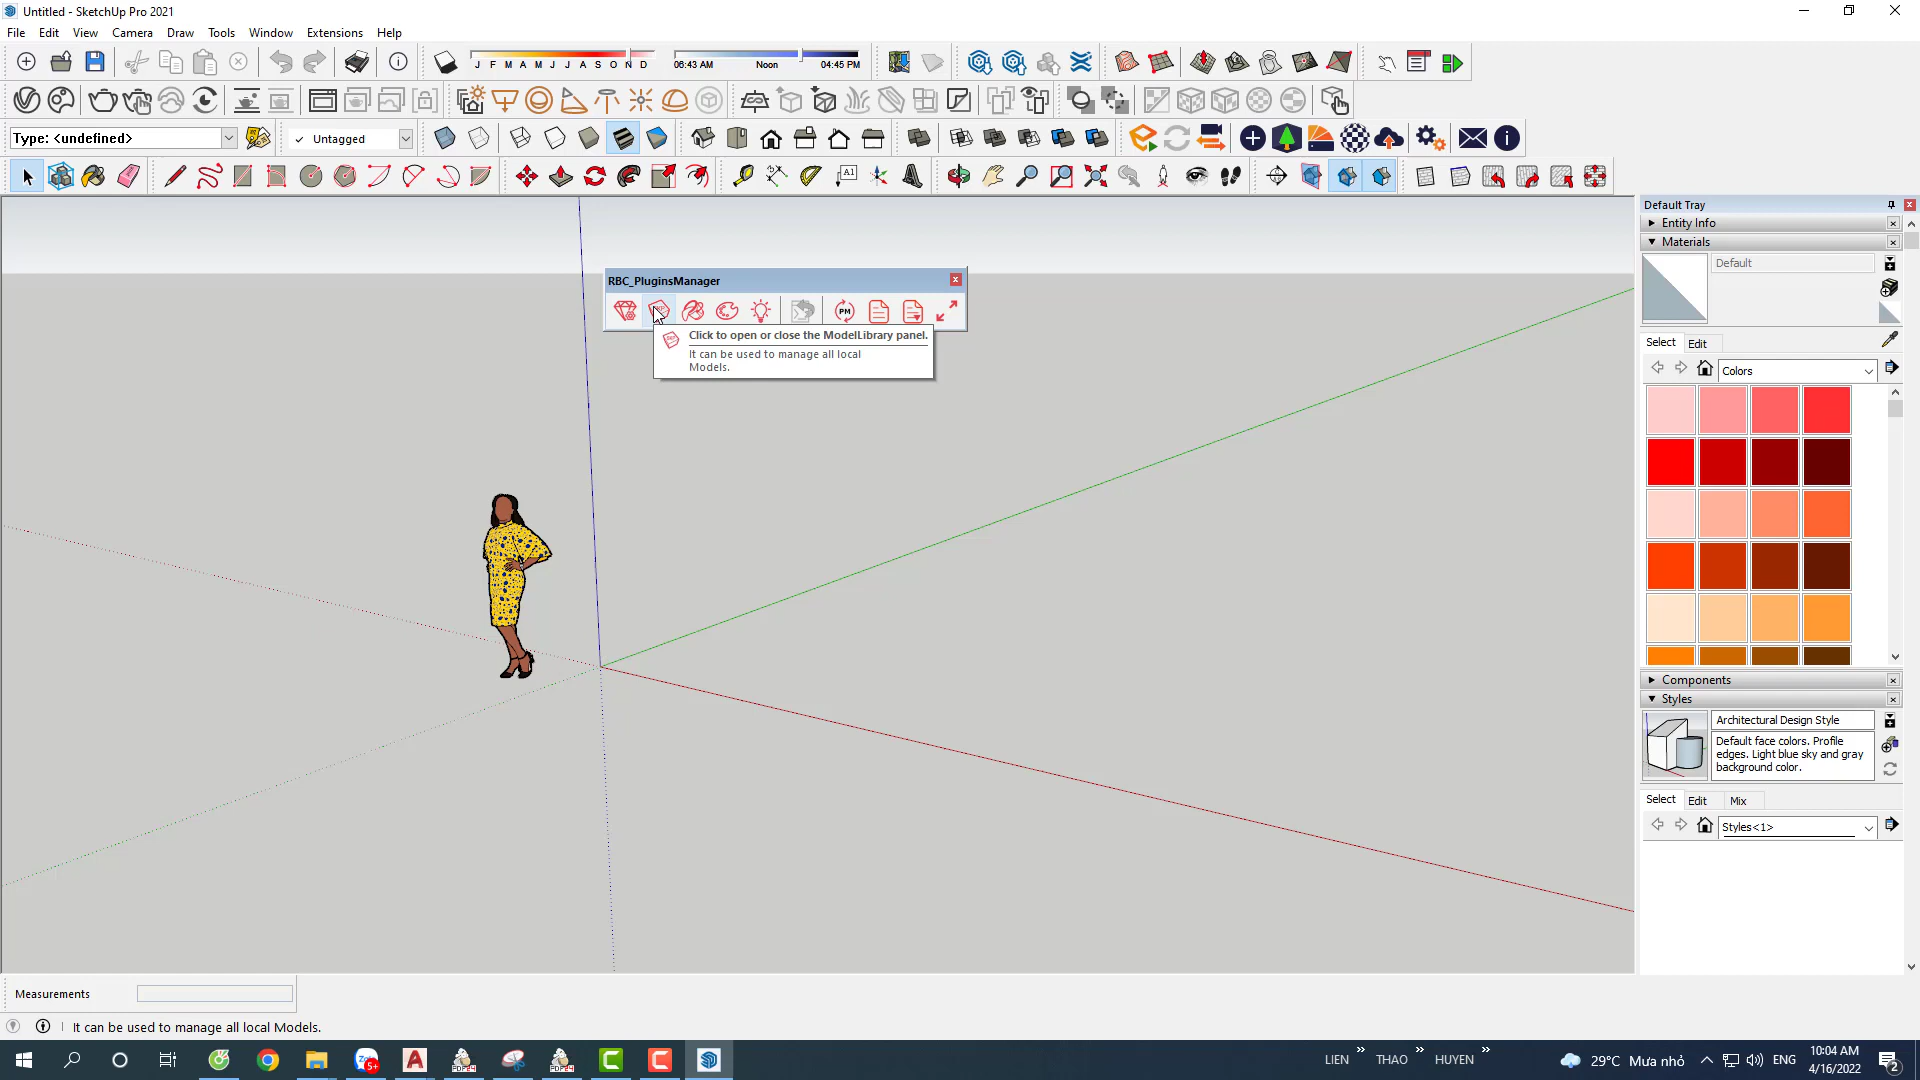 Untitled - SketchUp Pro 2021
File Edit View Camera Draw Tools Window Extensions Help
J F M A M J J A S O N D 06:43 AM Noon 04:45 PM
Type: <undefined> ✓ Untagged
A1
Default Tray
Entity Info
Materials
Default
Select Edit
Colors
RBC_PluginsManager
PM
Click to open or close the ModelLibrary panel.
It can be used to manage all local
Models.
Components
Styles
Architectural Design Style
Default face colors. Profile
edges. Light blue sky and gray
background color.
Select Edit Mix
Styles<1>
Measurements
It can be used to manage all local Models.
5+
LIEN » THAO » HUYEN »
29°C Mưa nhỏ
ENG
10:04 AM
4/16/2022
2